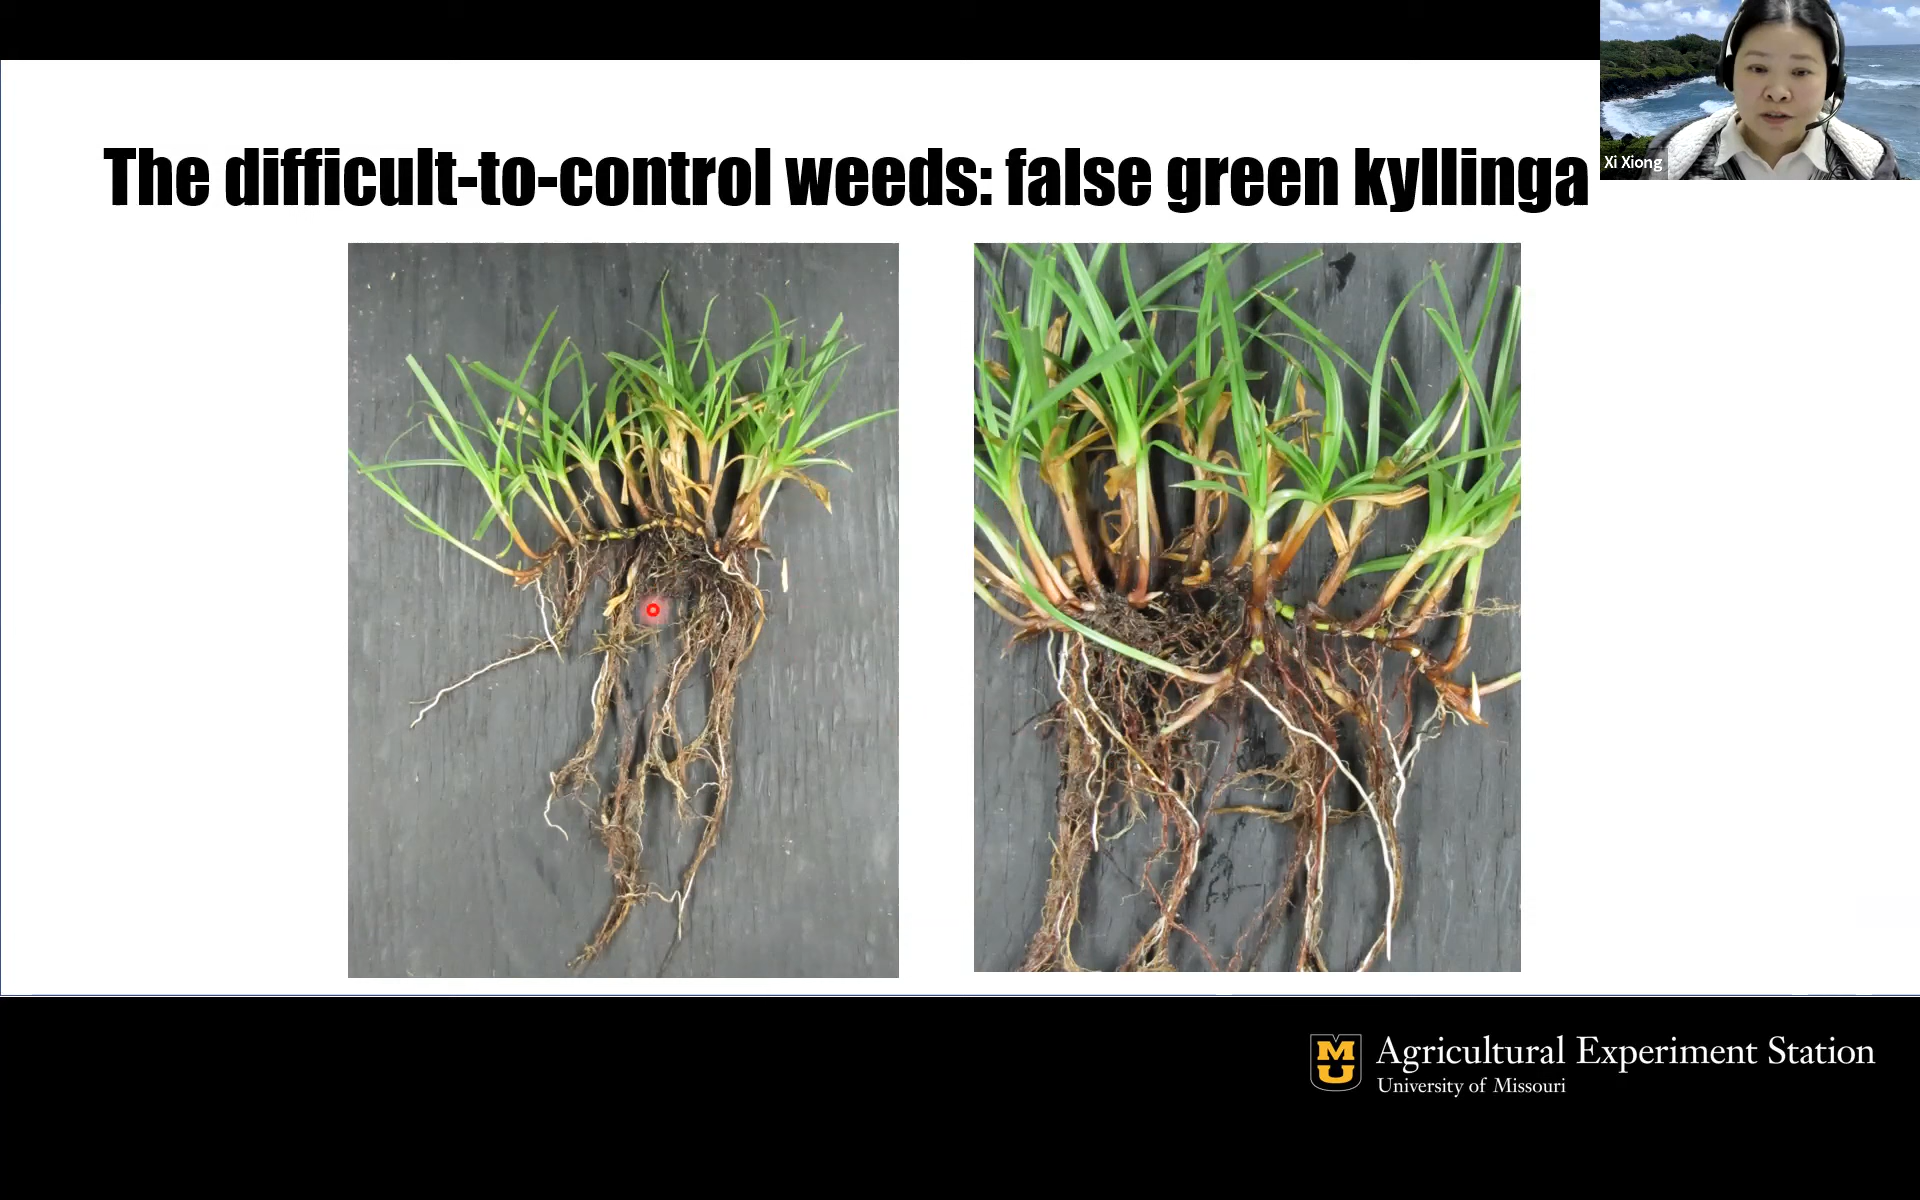 The difficult-to-control weeds: false green kyllinga
Xi Xiong
MU
Agricultural Experiment Station
University of Missouri